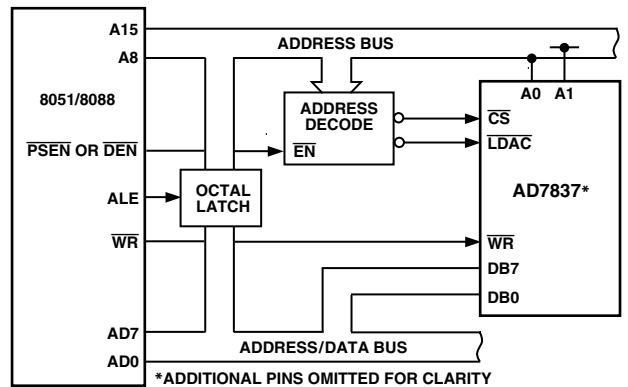 A15
ADDRESS BUS
A8
8051/8088
A0 A1
ADDRESS
DECODE
CS
PSEN OR DEN
EN
LDAC
ALE
OCTAL
LATCH
AD7837*
WR
WR
DB7
DB0
AD7
ADDRESS/DATA BUS
AD0
*ADDITIONAL PINS OMITTED FOR CLARITY